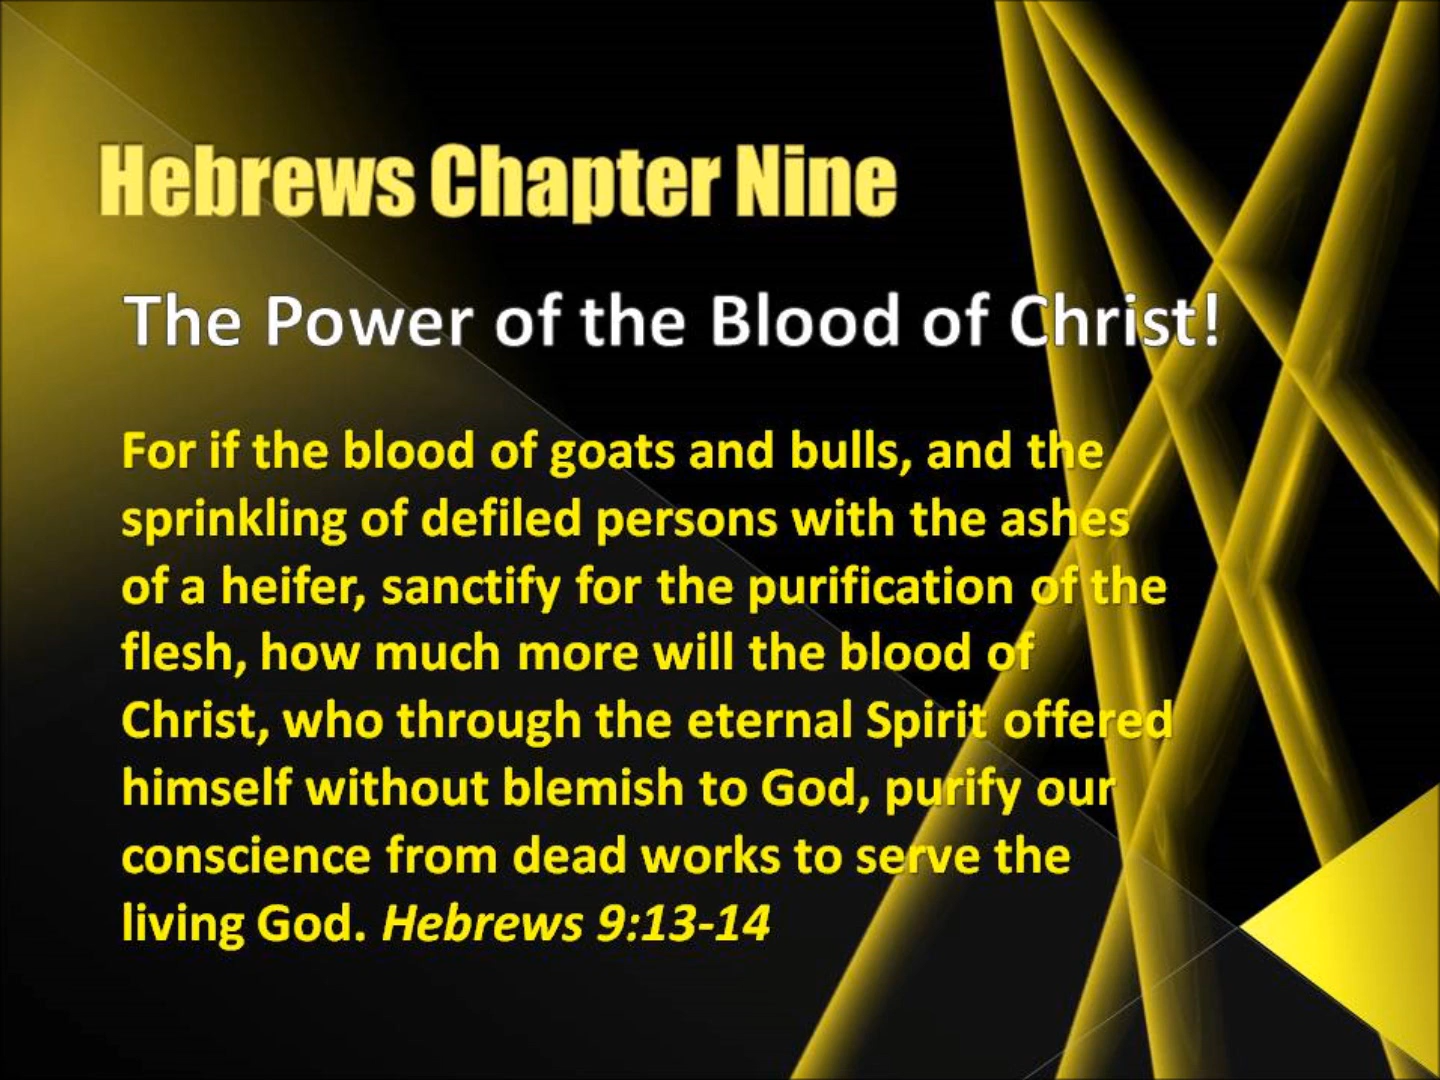 Hebrews Chapter Nine
The Power of the Blood of Christ!
For if the blood of goats and bulls, and the
sprinkling of defiled persons with the ashes
of a heifer, sanctify for the purification of the
flesh, how much more will the blood of
Christ, who through the eternal Spirit offered
himself without blemish to God, purify our
conscience from dead works to serve the
living God. Hebrews 9:13-14